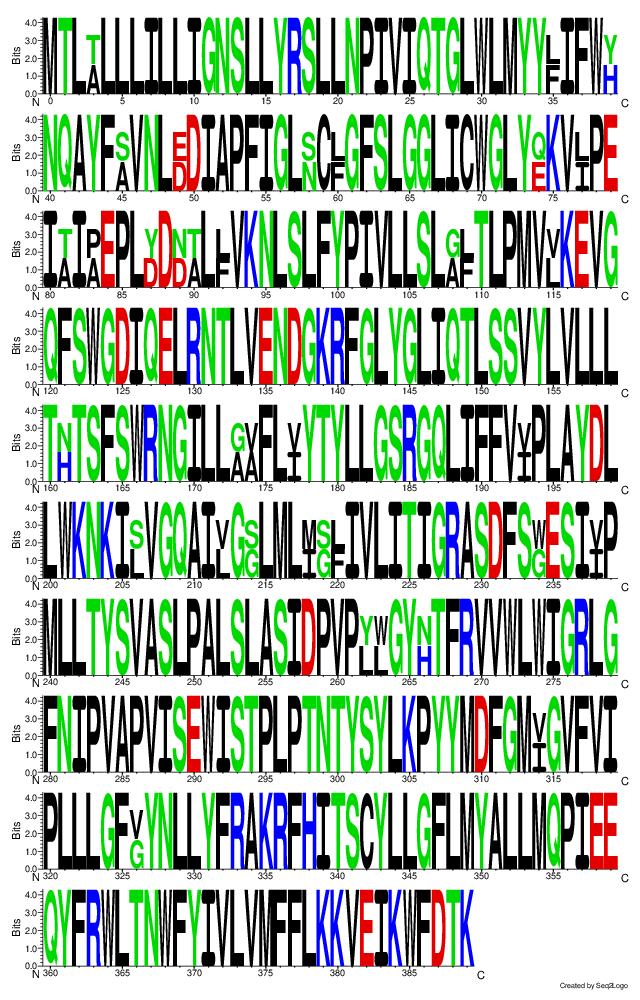 4.0 3.0 2.0 1.0 0.0 Bits
MTLTLLLILLIGNSLLYRSLLNPIVIQTGLWLMYYLIFWY
A F H
N 0 5 10 15 20 25 30 35 C
4.0 3.0 2.0 1.0 0.0 Bits
NQAYFSVNLEDIAPFIGLSCLGFSLGGLICWGLYQKVLPE
A D N F E I
N 40 45 50 55 60 65 70 75 C
4.0 3.0 2.0 1.0 0.0 Bits
ITIPEPLYDNTLLVKNLSLFYPIVLLSLGLTLPMVVKEVG
A A D D A F A F L
N 80 85 90 95 100 105 110 115 C
4.0 3.0 2.0 1.0 0.0 Bits
QFSWGDIQELRNTLVENDGKRFGLYGLIQTLSSVYLVLLL
N 120 125 130 135 140 145 150 155 C
4.0 3.0 2.0 1.0 0.0 Bits
TNTSFSWRNGILLGVFLVYTYLLGSRGQLIFFVVPLAYDL
H A A I I
N 160 165 170 175 180 185 190 195 C
4.0 3.0 2.0 1.0 0.0 Bits
LWKNKISVGQAIVGSLMLMSLIVLITIGRASDFSWESIVP
L L G I G F G I
N 200 205 210 215 220 225 230 235 C
4.0 3.0 2.0 1.0 0.0 Bits
MLLTYSVASLPALSLASIDPVPYWGYNTFRVVWLWIGRLG
L L H
N 240 245 250 255 260 265 270 275 C
4.0 3.0 2.0 1.0 0.0 Bits
FNIPVAPVISEWISTPLPTNTYSYLKPYYMDFGMVGVFVI
I
N 280 285 290 295 300 305 310 315 C
4.0 3.0 2.0 1.0 0.0 Bits
PLLLGFVYNLLYFRAKRFHITSCYLLGFLMYALLMQPIEE
G
N 320 325 330 335 340 345 350 355 C
4.0 3.0 2.0 1.0 0.0 Bits
QYFRWLTNWFYIVLVMFFLKKVEIKWFDTK
N 360 365 370 375 380 385 C
Created by Seq2Logo